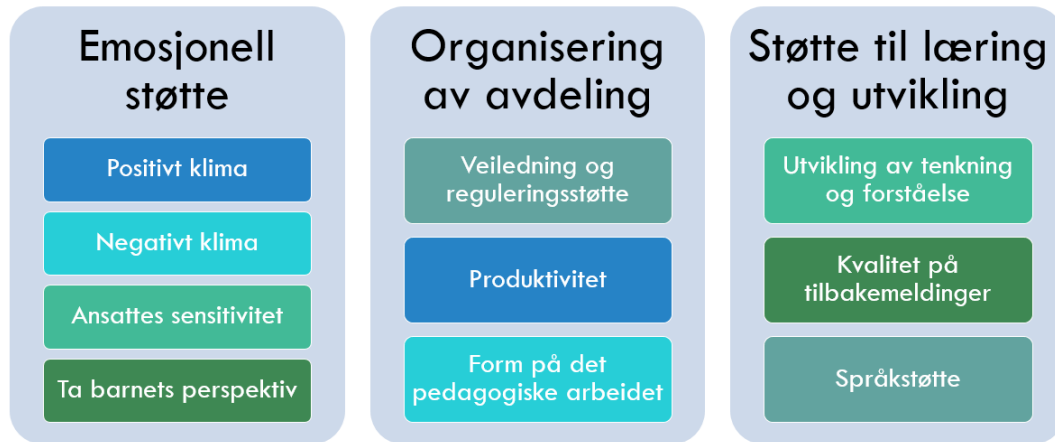 Emosjonell
støtte
Positivt klima
Negativt klima
Ansattes sensitivitet
Ta barnets perspektiv
Organisering
av avdeling
Veiledning og
reguleringsstøtte
Produktivitet
Form på det
pedagogiske arbeidet
Støtte til læring
og utvikling
Utvikling av tenkning
og forståelse
Kvalitet på
tilbakemeldinger
Språkstøtte